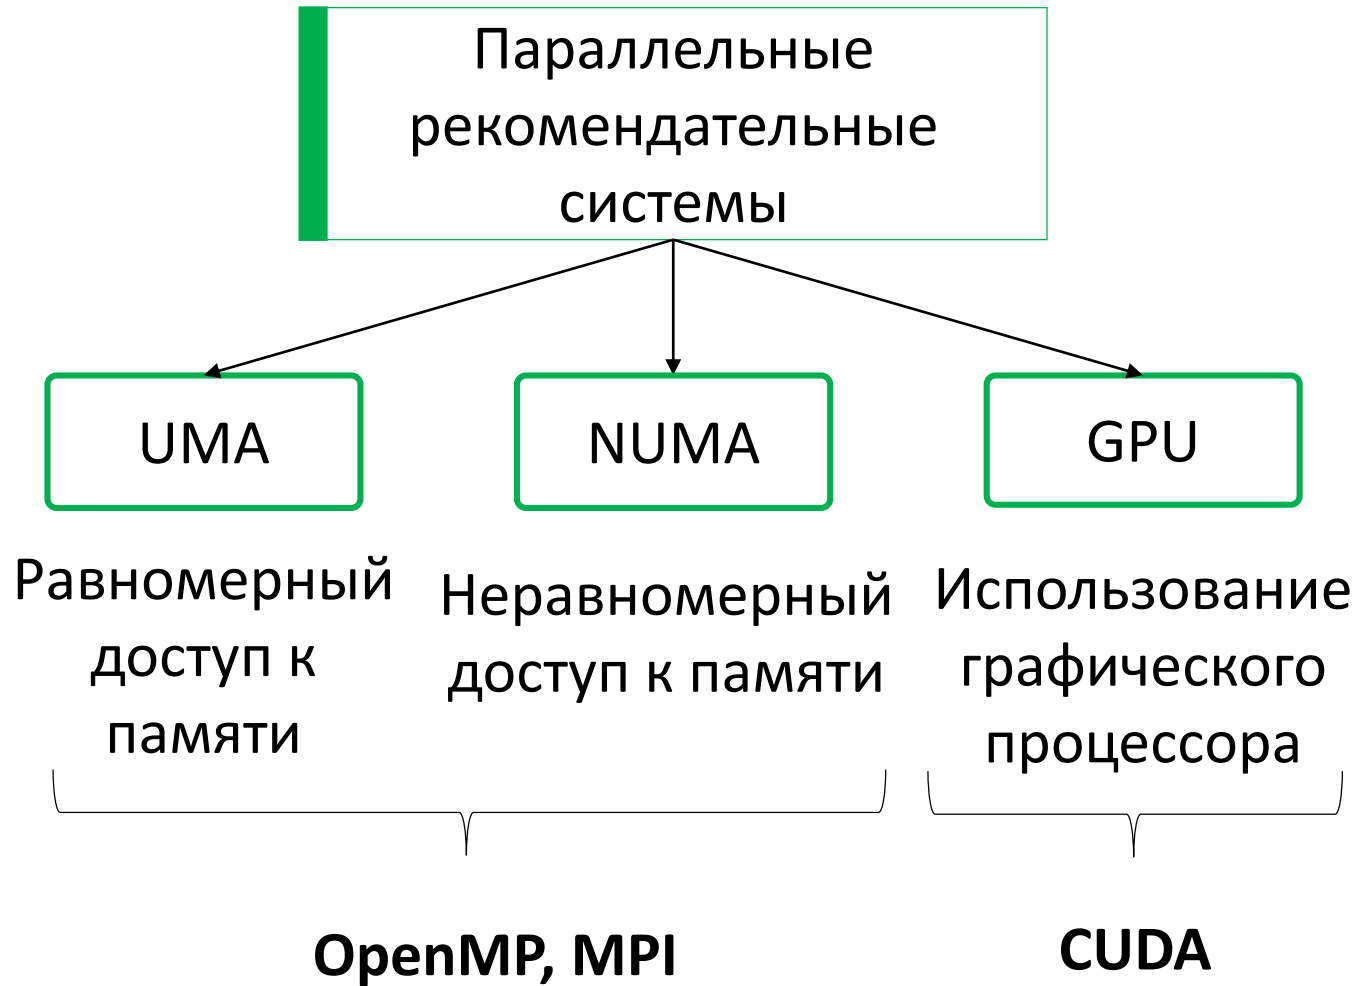 Параллельные
рекомендательные
системы
UMA
NUMA
GPU
Равномерный
доступ к
памяти
Неравномерный
доступ к памяти
Использование
графического
процессора
OpenMP, MPI
CUDA